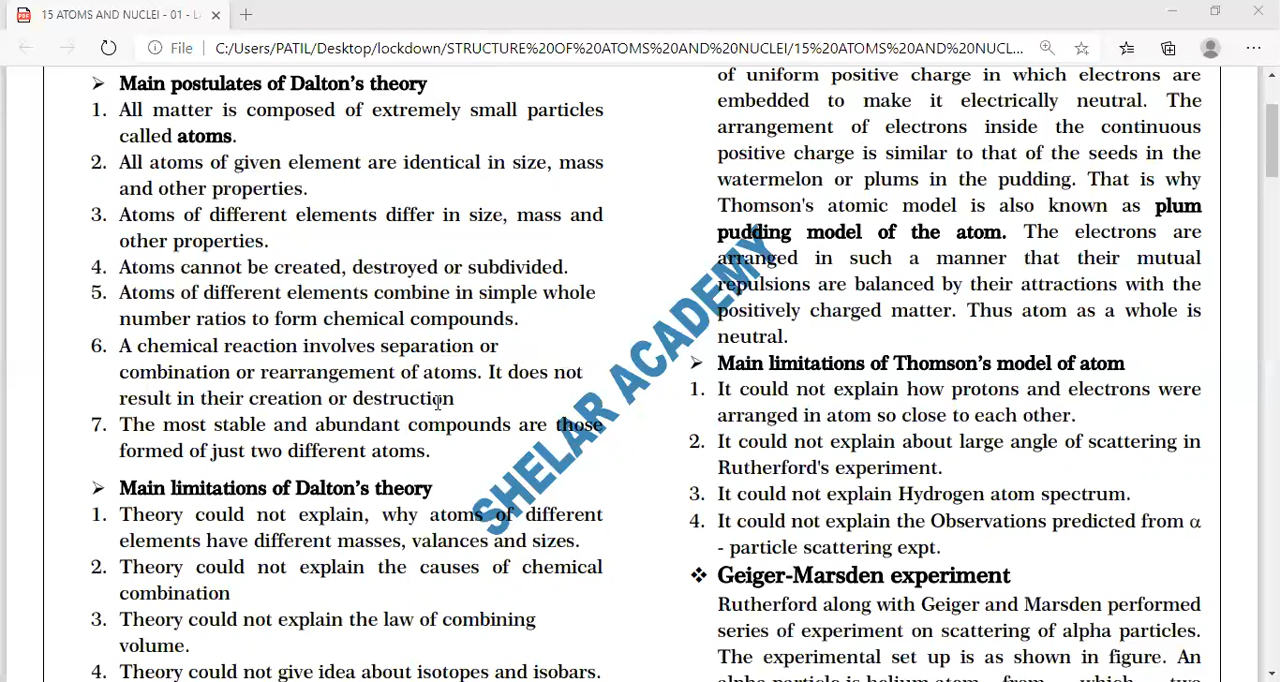 15 ATOMS AND NUCLEI - 01 - LA
File
C:/Users/PATIL/Desktop/lockdown/STRUCTURE%20OF%20ATOMS%20AND%20NUCLEI/15%20ATOMS%20AND%20NUCL...
➢ Main postulates of Dalton's theory
1. All matter is composed of extremely small particles
called atoms.
2. All atoms of given element are identical in size, mass
and other properties.
3. Atoms of different elements differ in size, mass and
other properties.
4. Atoms cannot be created, destroyed or subdivided.
5. Atoms of different elements combine in simple whole
number ratios to form chemical compounds.
6. A chemical reaction involves separation or
combination or rearrangement of atoms. It does not
result in their creation or destruction
7. The most stable and abundant compounds are those
formed of just two different atoms.
➢ Main limitations of Dalton's theory
1. Theory could not explain, why atoms of different
elements have different masses, valances and sizes.
2. Theory could not explain the causes of chemical
combination
3. Theory could not explain the law of combining
volume.
4. Theory could not give idea about isotopes and isobars.
of uniform positive charge in which electrons are
embedded to make it electrically neutral. The
arrangement of electrons inside the continuous
positive charge is similar to that of the seeds in the
watermelon or plums in the pudding. That is why
Thomson's atomic model is also known as plum
pudding model of the atom. The electrons are
arranged in such a manner that their mutual
repulsions are balanced by their attractions with the
positively charged matter. Thus atom as a whole is
neutral.
➢ Main limitations of Thomson's model of atom
1. It could not explain how protons and electrons were
arranged in atom so close to each other.
2. It could not explain about large angle of scattering in
Rutherford's experiment.
3. It could not explain Hydrogen atom spectrum.
4. It could not explain the Observations predicted from α
- particle scattering expt.
❖ Geiger-Marsden experiment
Rutherford along with Geiger and Marsden performed
series of experiment on scattering of alpha particles.
The experimental set up is as shown in figure. An
alpha particle is helium atom from which two
SHELAR ACADEMY